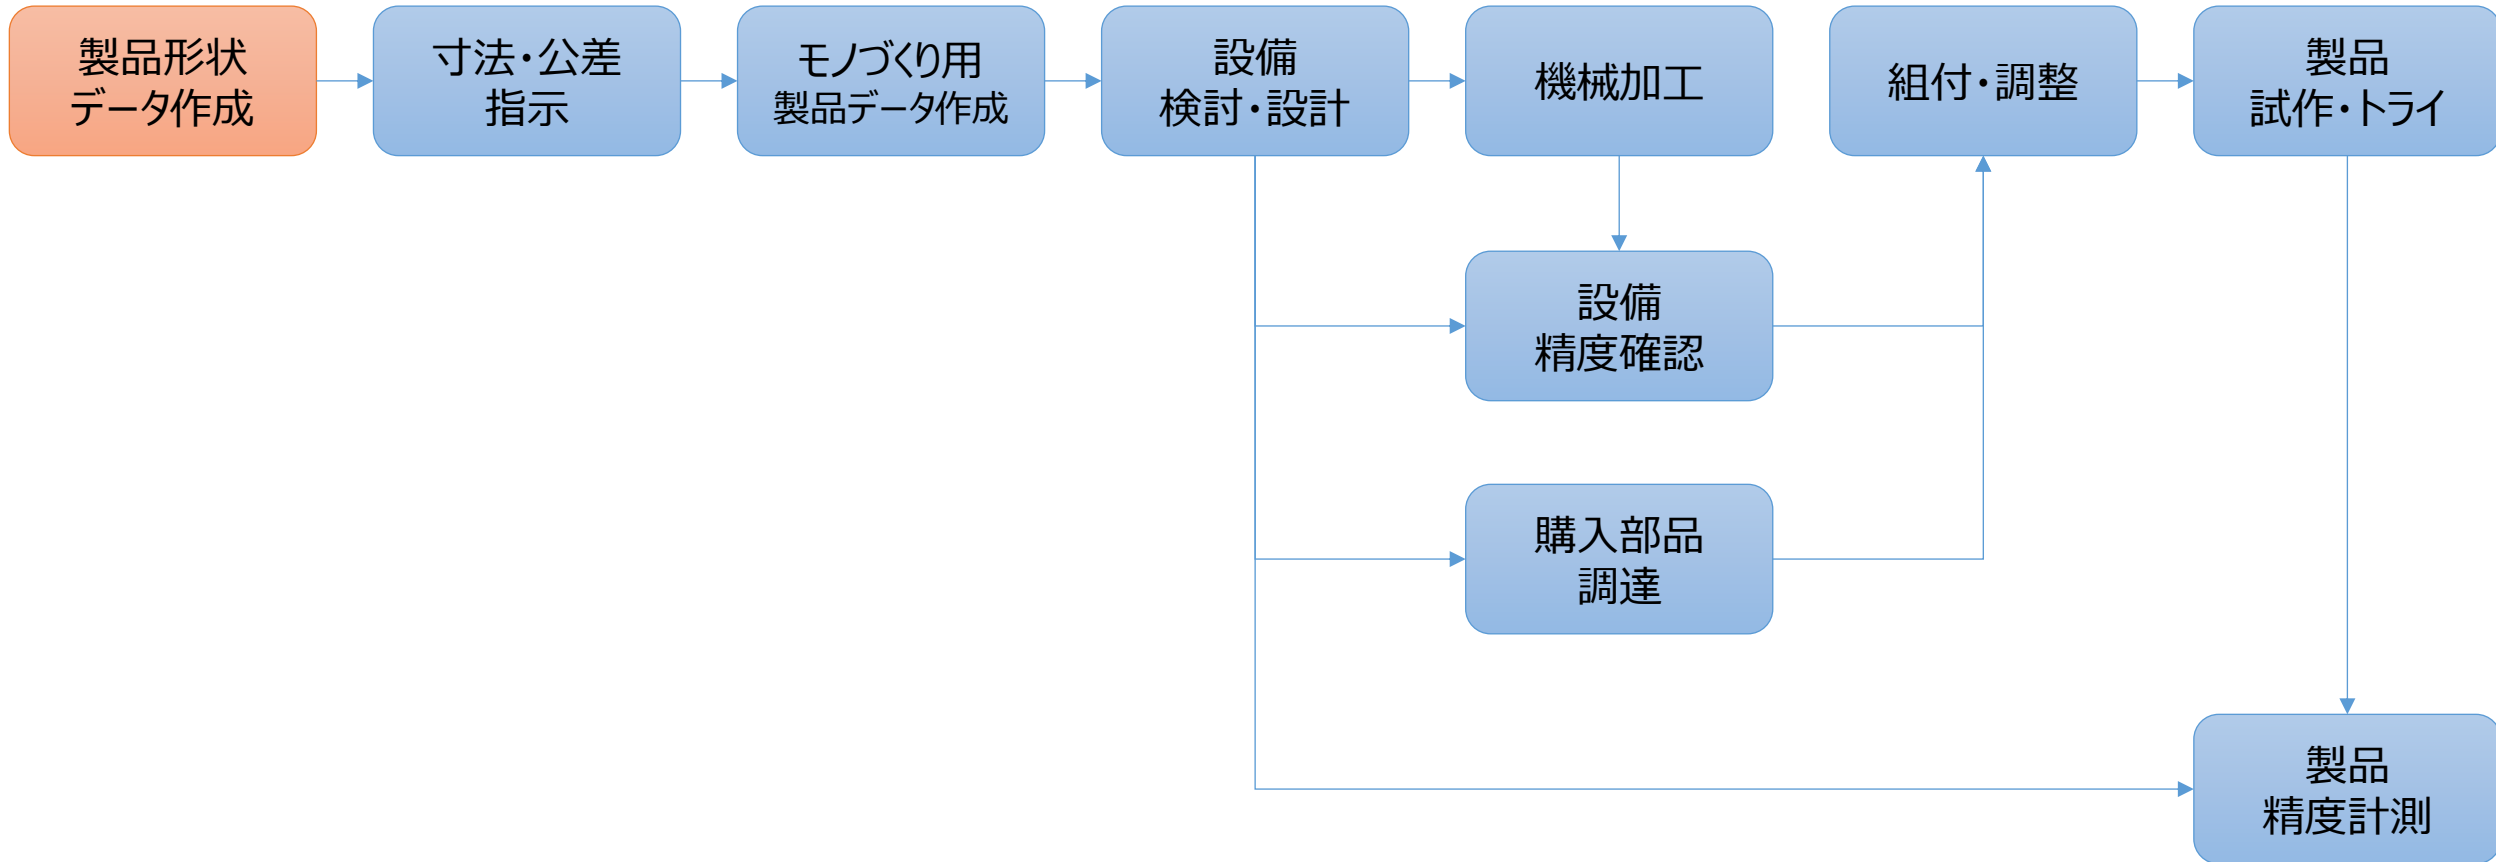 製品形状
データ作成
寸法・公差
指示
モノづくり用
製品データ作成
設備
検討・設計
機械加工
組付・調整
製品
試作・トライ
設備
精度確認
購入部品
調達
製品
精度計測